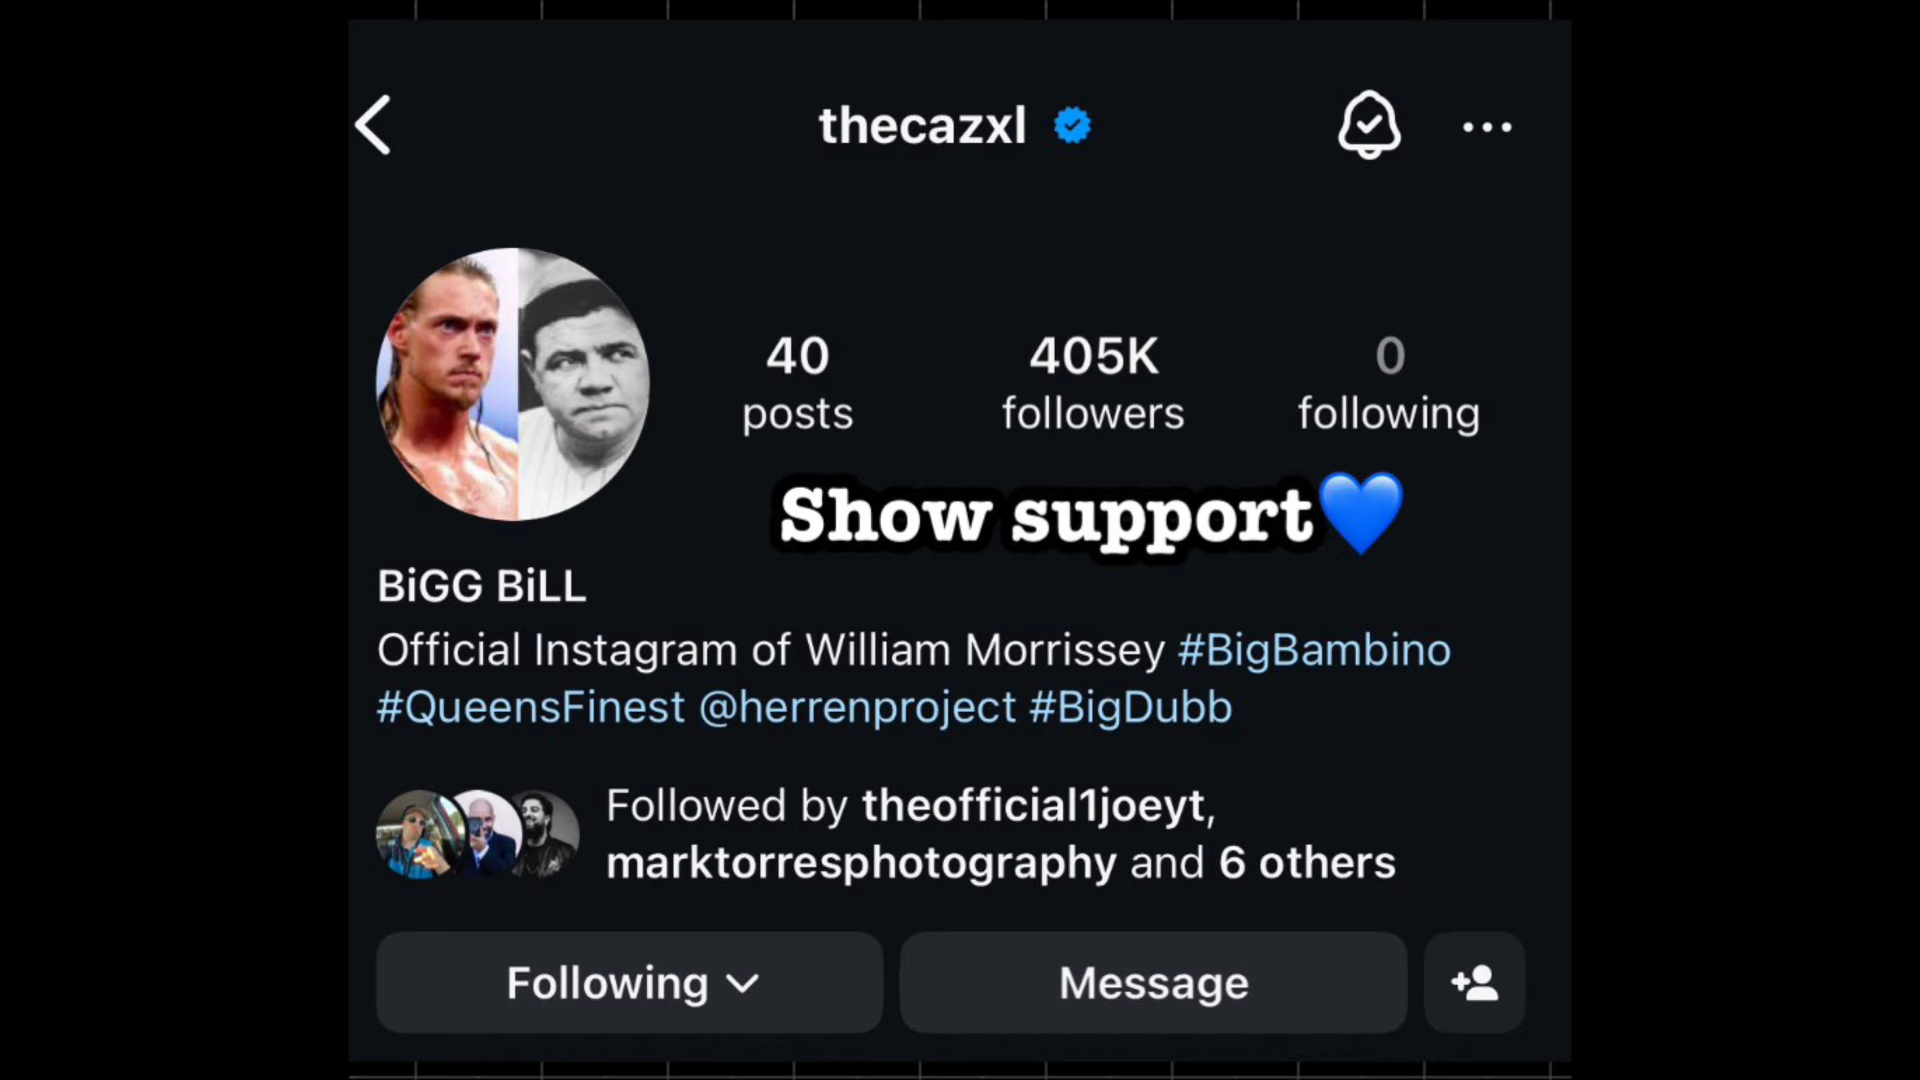 thecazxl
40 405K 0
posts followers following
Show support💙
BiGG BiLL
Official Instagram of William Morrissey #BigBambino
#QueensFinest @herrenproject #BigDubb
Followed by theofficial1joeyt,
marktorresphotography and 6 others
Following Message